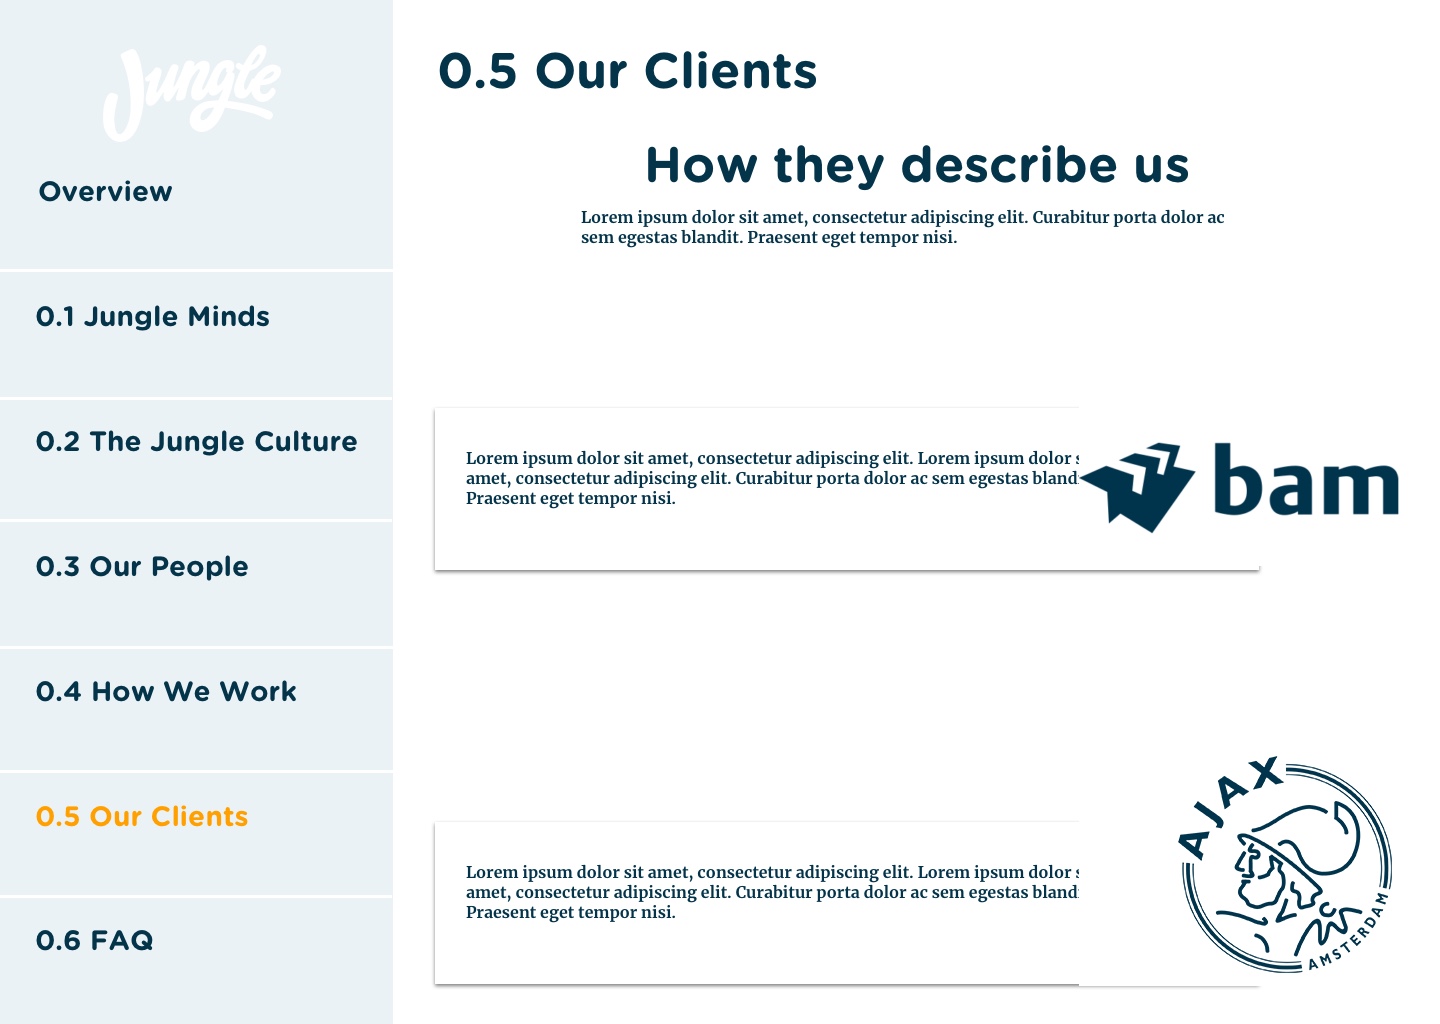 Jungle
Overview
0.1 Jungle Minds
0.2 The Jungle Culture
0.3 Our People
0.4 How We Work
0.5 Our Clients
0.6 FAQ
0.5 Our Clients
How they describe us
Lorem ipsum dolor sit amet, consectetur adipiscing elit. Curabitur porta dolor ac
sem egestas blandit. Praesent eget tempor nisi.
Lorem ipsum dolor sit amet, consectetur adipiscing elit. Lorem ipsum dolor
amet, consectetur adipiscing elit. Curabitur porta dolor ac sem egestas bland
Praesent eget tempor nisi.
bam
Lorem ipsum dolor sit amet, consectetur adipiscing elit. Lorem ipsum dolor
amet, consectetur adipiscing elit. Curabitur porta dolor ac sem egestas bland
Praesent eget tempor nisi.
AJAX
AMSTERDAM